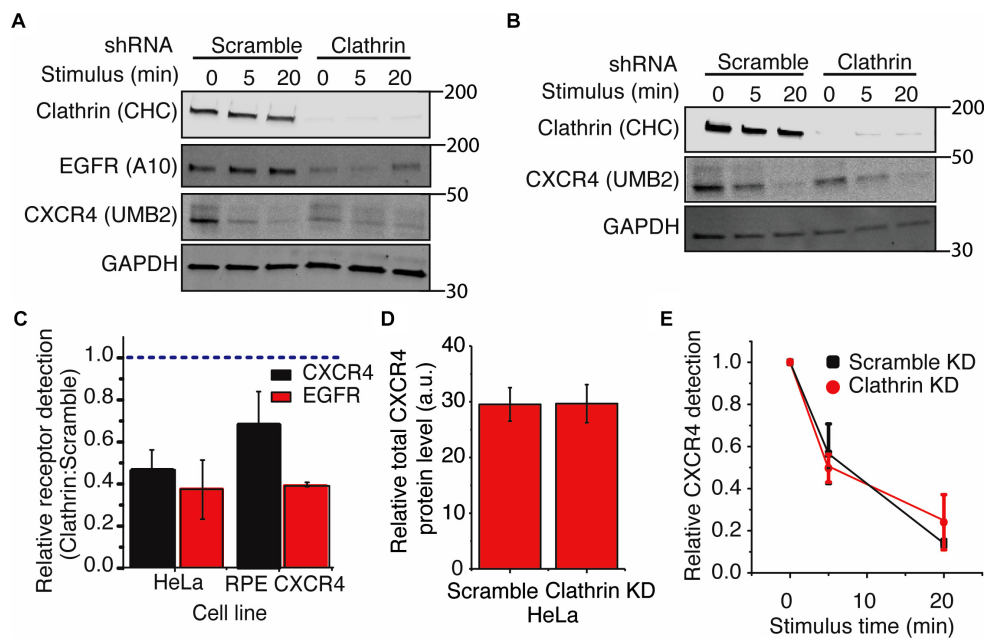 A
shRNA Scramble Clathrin
Stimulus (min) 0 5 20 0 5 20
200
Clathrin (CHC)
200
EGFR (A10)
50
CXCR4 (UMB2)
GAPDH
30
B
shRNA Scramble Clathrin
Stimulus (min) 0 5 20 0 5 20
200
Clathrin (CHC)
50
CXCR4 (UMB2)
GAPDH
30
C
Relative receptor detection
(Clathrin:Scramble)
1.0
0.8
0.6
0.4
0.2
0.0
CXCR4
EGFR
HeLa RPE CXCR4
Cell line
D
Relative total CXCR4
protein level (a.u.)
40
30
20
10
0
Scramble Clathrin KD
HeLa
E
Relative CXCR4 detection
1.0
0.8
0.6
0.4
0.2
0.0
Scramble KD
Clathrin KD
0 10 20
Stimulus time (min)